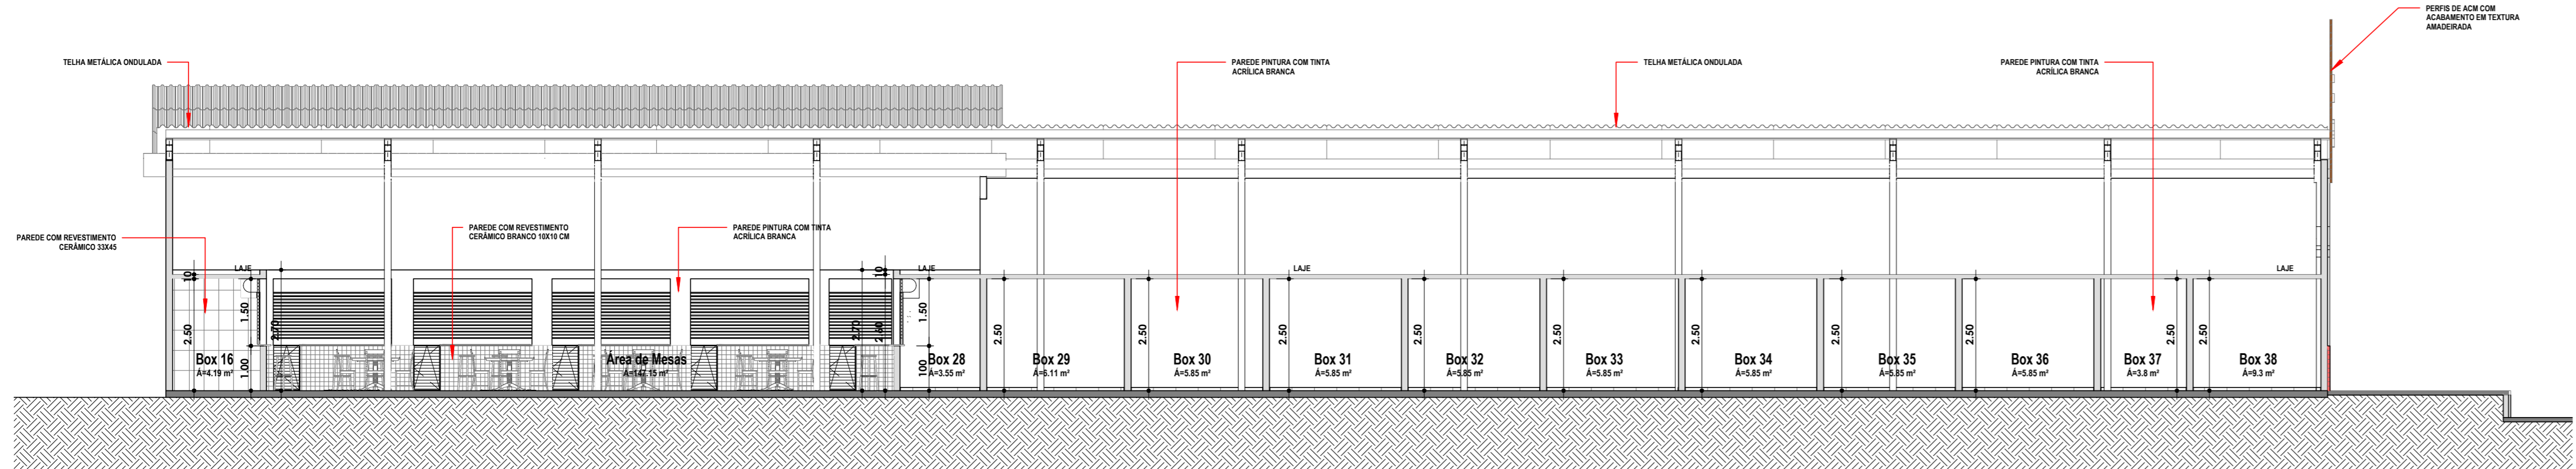 PERFIS DE ACM COM
ACABAMENTO EM TEXTURA
AMADEIRADA
TELHA METÁLICA ONDULADA
PAREDE PINTURA COM TINTA
ACRÍLICA BRANCA
TELHA METÁLICA ONDULADA
PAREDE PINTURA COM TINTA
ACRÍLICA BRANCA
PAREDE COM REVESTIMENTO
CERÂMICO 33X45
PAREDE COM REVESTIMENTO
CERÂMICO BRANCO 10X10 CM
PAREDE PINTURA COM TINTA
ACRÍLICA BRANCA
LAJE
LAJE
LAJE
LAJE
10
2.50
1.50
1.00
2.70
2.70
10
2.60
1.50
100
2.50
2.50
2.50
2.50
2.50
2.50
2.50
2.50
2.50
2.50
Box 16
Á=4.19 m²
Área de Mesas
Á=147.15 m²
Box 28
Á=3.55 m²
Box 29
Á=6.11 m²
Box 30
Á=5.85 m²
Box 31
Á=5.85 m²
Box 32
Á=5.85 m²
Box 33
Á=5.85 m²
Box 34
Á=5.85 m²
Box 35
Á=5.85 m²
Box 36
Á=5.85 m²
Box 37
Á=3.8 m²
Box 38
Á=9.3 m²